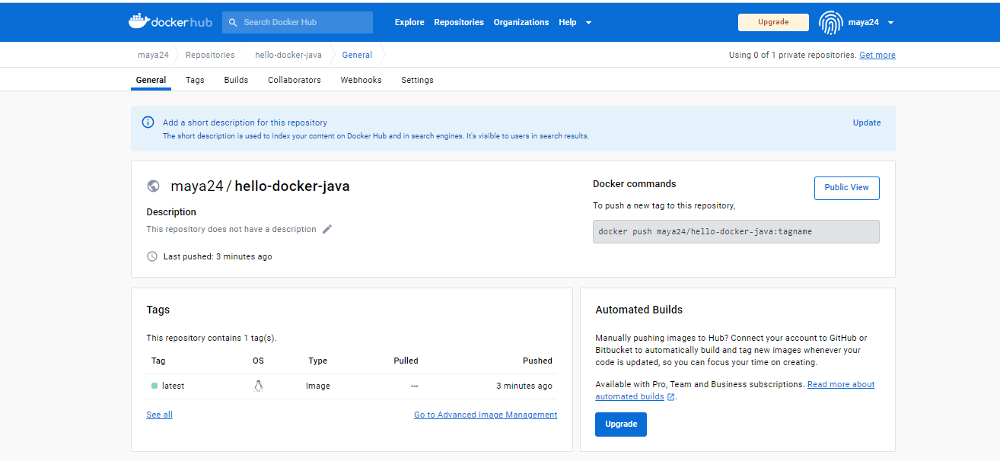 docker hub
Search Docker Hub
Explore Repositories Organizations Help
Upgrade
maya24
maya24 Repositories hello-docker-java General
Using 0 of 1 private repositories. Get more
General Tags Builds Collaborators Webhooks Settings
Add a short description for this repository
Update
The short description is used to index your content on Docker Hub and in search engines. It's visible to users in search results.
maya24 / hello-docker-java
Description
This repository does not have a description
Last pushed: 3 minutes ago
Docker commands
Public View
To push a new tag to this repository,
docker push maya24/hello-docker-java:tagname
Tags
This repository contains 1 tag(s).
Tag OS Type Pulled Pushed
latest Image --- 3 minutes ago
See all
Go to Advanced Image Management
Automated Builds
Manually pushing images to Hub? Connect your account to GitHub or
Bitbucket to automatically build and tag new images whenever your
code is updated, so you can focus your time on creating.
Available with Pro, Team and Business subscriptions. Read more about
automated builds.
Upgrade